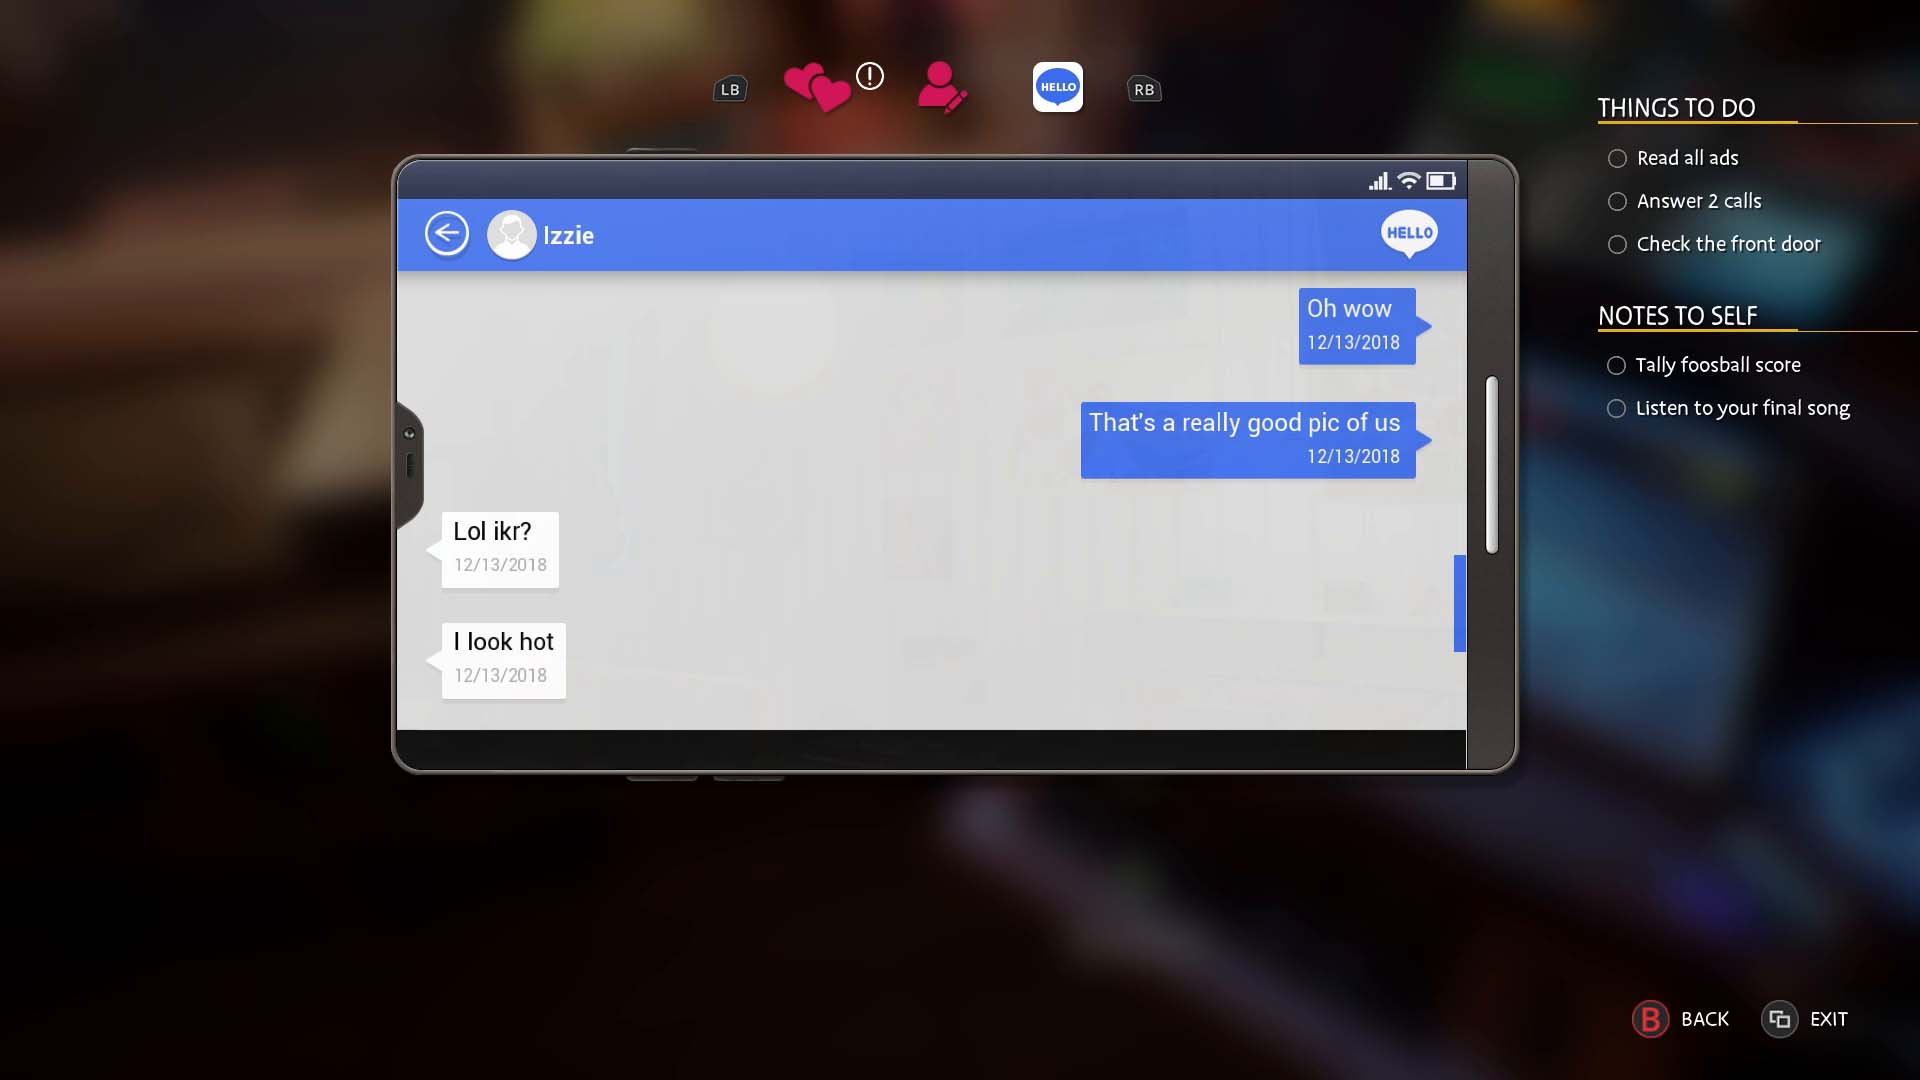 LB
!
HELLO
RB
THINGS TO DO
Read all ads
Answer 2 calls
Check the front door
NOTES TO SELF
Tally foosball score
Listen to your final song
Izzie
HELLO
Oh wow
12/13/2018
That's a really good pic of us
12/13/2018
Lol ikr?
12/13/2018
I look hot
12/13/2018
B BACK
EXIT